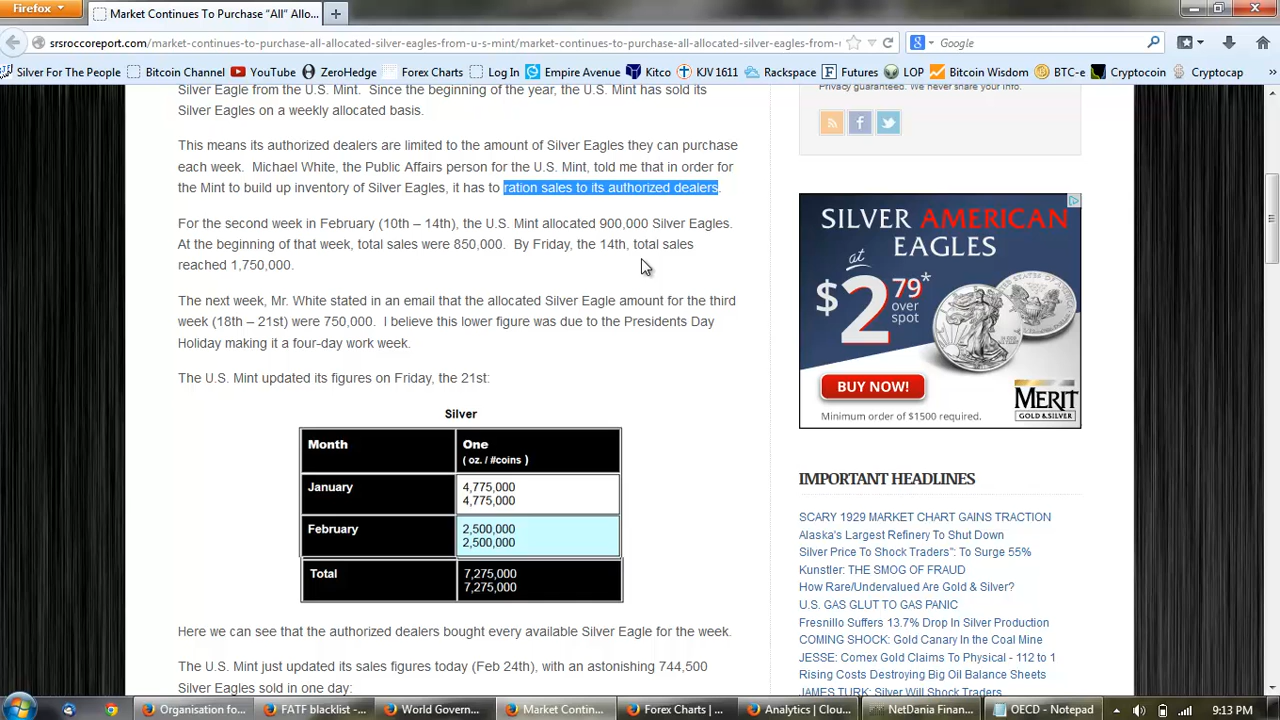 Firefox
Market Continues To Purchase “All” Allo...
srsroccoreport.com/market-continues-to-purchase-all-allocated-silver-eagles-from-u-s-mint/market-continues-to-purchase-all-allocated-silver-eagles-from-
Google
Silver For The People
Bitcoin Channel
YouTube
ZeroHedge
Forex Charts
Log In
Empire Avenue
Kitco
KJV 1611
Rackspace
Futures
LOP
Bitcoin Wisdom
BTC-e
Cryptocoin
Cryptocap
»
Silver Eagle from the U.S. Mint. Since the beginning of the year, the U.S. Mint has sold its
Silver Eagles on a weekly allocated basis.
This means its authorized dealers are limited to the amount of Silver Eagles they can purchase
each week. Michael White, the Public Affairs person for the U.S. Mint, told me that in order for
the Mint to build up inventory of Silver Eagles, it has to ration sales to its authorized dealers.
For the second week in February (10th – 14th), the U.S. Mint allocated 900,000 Silver Eagles.
At the beginning of that week, total sales were 850,000. By Friday, the 14th, total sales
reached 1,750,000.
The next week, Mr. White stated in an email that the allocated Silver Eagle amount for the third
week (18th – 21st) were 750,000. I believe this lower figure was due to the Presidents Day
Holiday making it a four-day work week.
The U.S. Mint updated its figures on Friday, the 21st:
Silver
Month
One
( oz. / #coins )
January
4,775,000
4,775,000
February
2,500,000
2,500,000
Total
7,275,000
7,275,000
Here we can see that the authorized dealers bought every available Silver Eagle for the week.
The U.S. Mint just updated its sales figures today (Feb 24th), with an astonishing 744,500
Silver Eagles sold in one day:
Privacy guaranteed. We never share your info.
SILVER AMERICAN
EAGLES
at
$2 79*
over
spot
BUY NOW!
MERIT
GOLD & SILVER
Minimum order of $1500 required.
IMPORTANT HEADLINES
SCARY 1929 MARKET CHART GAINS TRACTION
Alaska's Largest Refinery To Shut Down
Silver Price To Shock Traders": To Surge 55%
Kunstler: THE SMOG OF FRAUD
How Rare/Undervalued Are Gold & Silver?
U.S. GAS GLUT TO GAS PANIC
Fresnillo Suffers 13.7% Drop In Silver Production
COMING SHOCK: Gold Canary In the Coal Mine
JESSE: Comex Gold Claims To Physical - 112 to 1
Rising Costs Destroying Big Oil Balance Sheets
JAMES TURK: Silver Will Shock Traders
Organisation fo...
FATF blacklist -...
World Govern...
Market Contin...
Forex Charts | ...
Analytics | Clou...
NetDania Finan...
OECD - Notepad
9:13 PM